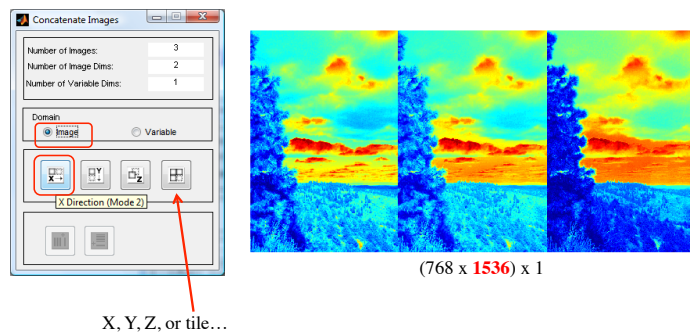 Concatenate Images
Number of Images: 3
Number of Image Dims: 2
Number of Variable Dims: 1
Domain
Image Variable
X Y Z
X Direction (Mode 2)
(768 x 1536) x 1
X, Y, Z, or tile…